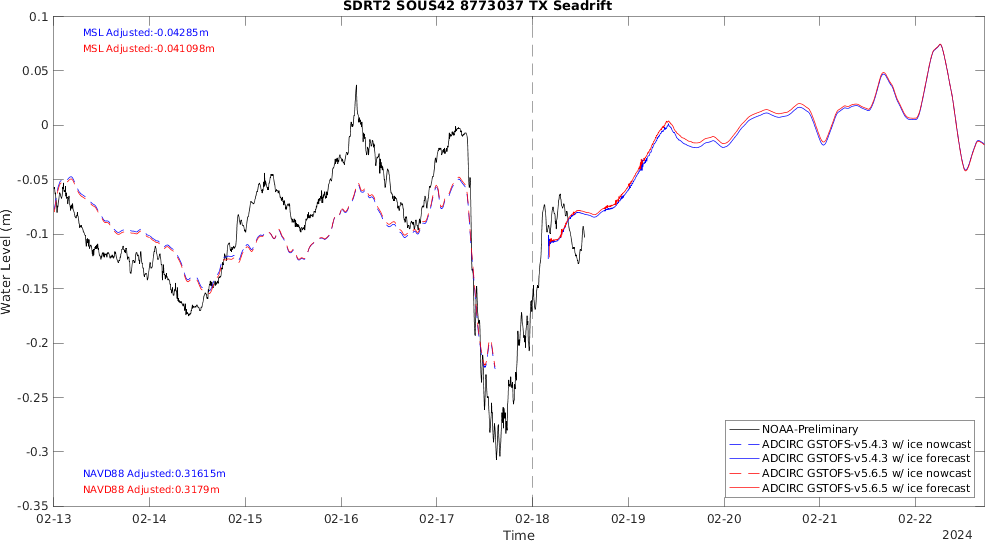 SDRT2 SOUS42 8773037 TX Seadrift
MSL Adjusted:-0.04285m
MSL Adjusted:-0.041098m
0.1
0.05
0
-0.05
-0.1
-0.15
-0.2
-0.25
-0.3
-0.35
Water Level (m)
NAVD88 Adjusted:0.31615m
NAVD88 Adjusted:0.3179m
NOAA-Preliminary
ADCIRC GSTOFS-v5.4.3 w/ ice nowcast
ADCIRC GSTOFS-v5.4.3 w/ ice forecast
ADCIRC GSTOFS-v5.6.5 w/ ice nowcast
ADCIRC GSTOFS-v5.6.5 w/ ice forecast
02-13 02-14 02-15 02-16 02-17 02-18 02-19 02-20 02-21 02-22
Time
2024